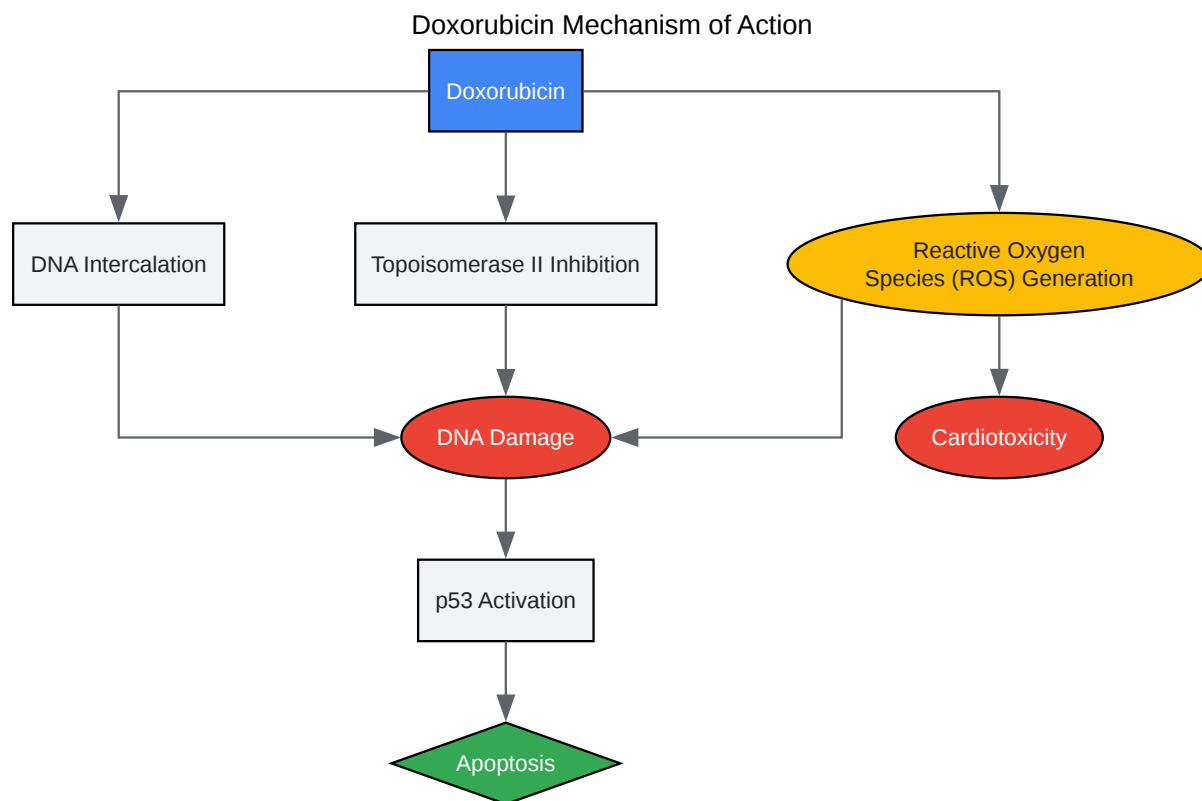 Doxorubicin Mechanism of Action
Doxorubicin
DNA Intercalation
Topoisomerase II Inhibition
Reactive Oxygen
Species (ROS) Generation
DNA Damage
Cardiotoxicity
p53 Activation
Apoptosis